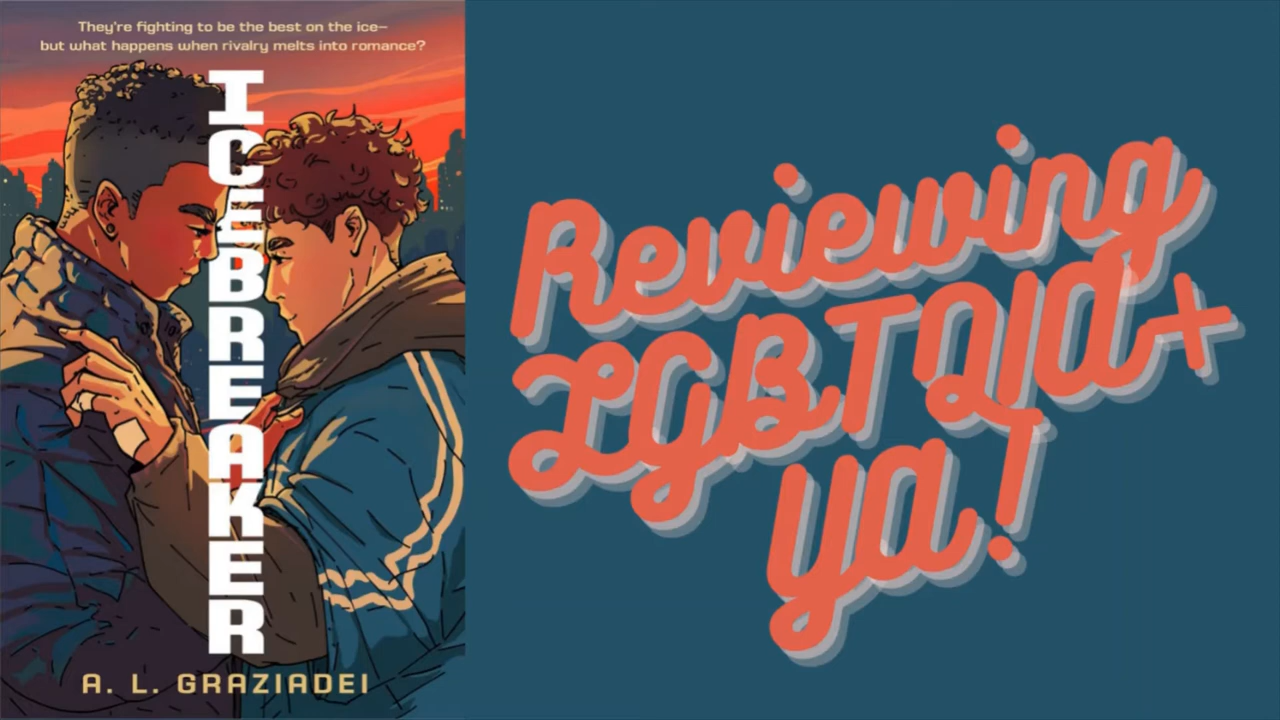 They're fighting to be the best on the ice—
but what happens when rivalry melts into romance?
ICEBREAKER
A. L. GRAZIADEI
Reviewing
LGBTQIA+
YA!